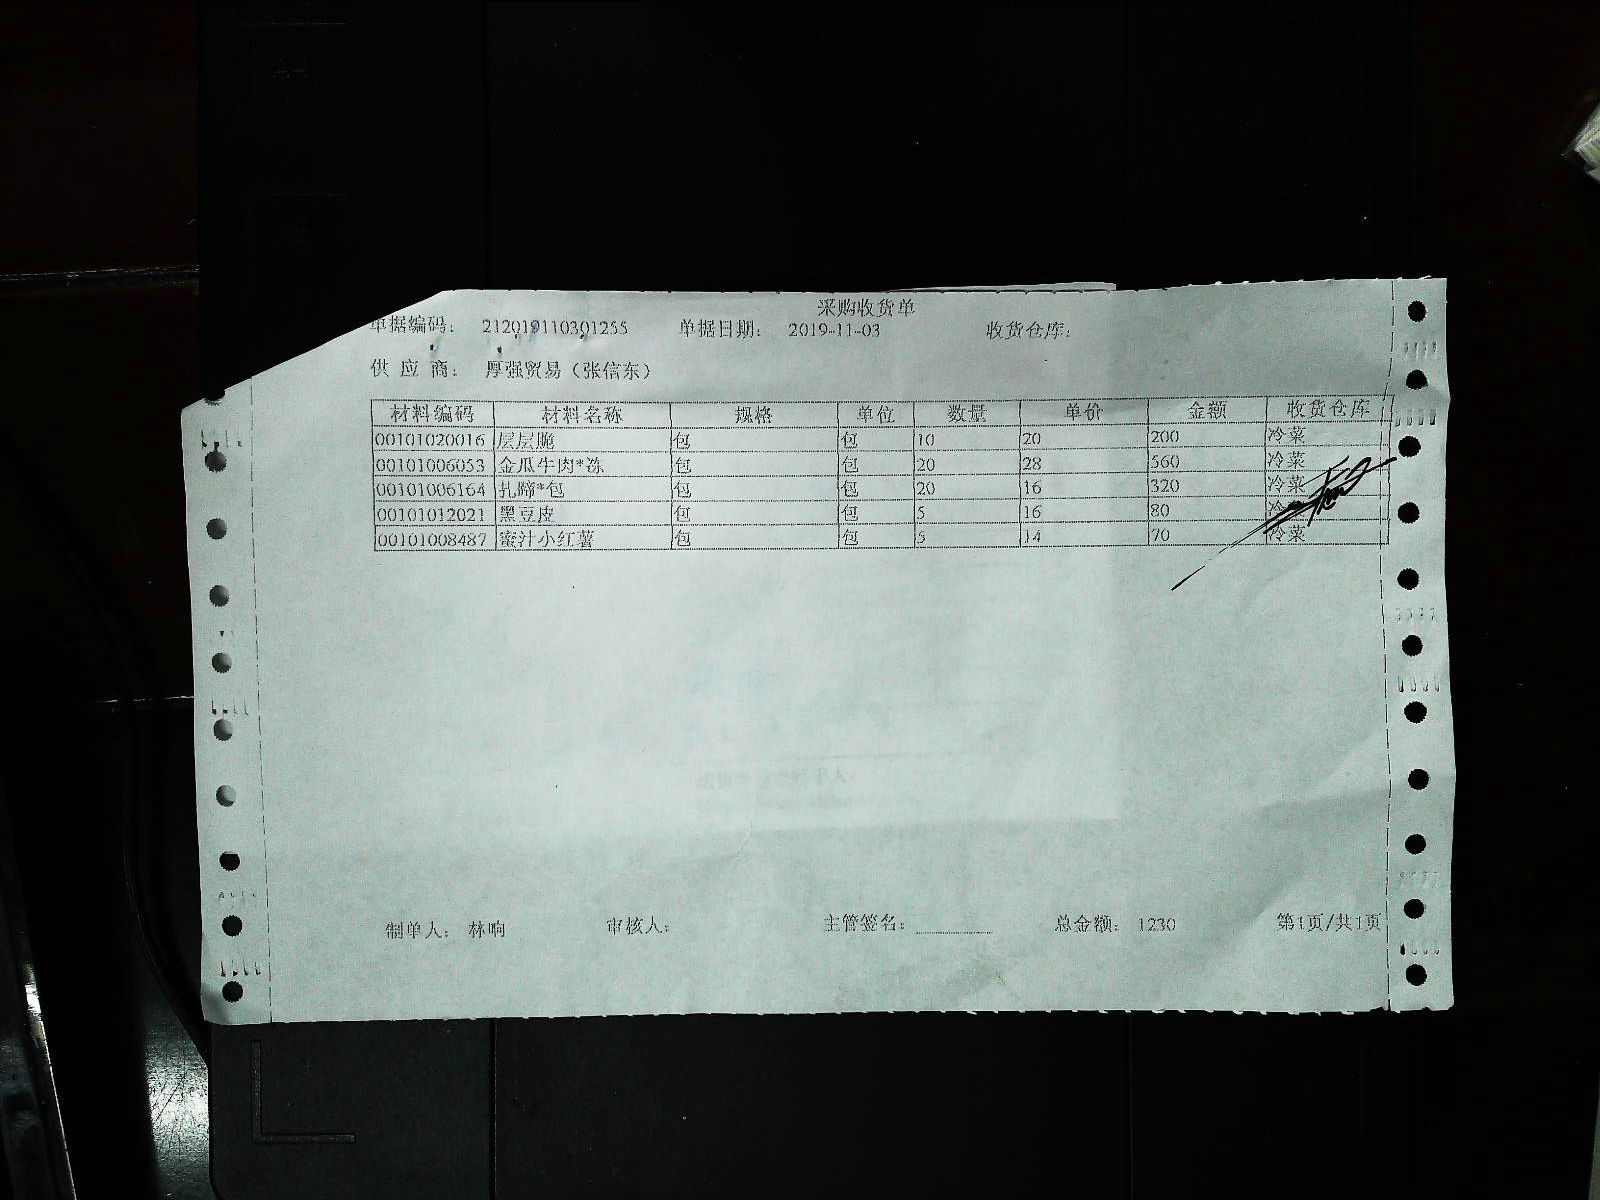 采购收货单
单据编码： 212019110301255 单据日期： 2019-11-03 收货仓库：
供 应 商： 厚强贸易（张信东）
材料编码 材料名称 规格 单位 数量 单价 金额 收货仓库
00101020016 层层脆 包 包 10 20 200 冷菜
00101006053 金瓜牛肉*冻 包 包 20 28 560 冷菜
00101006164 扎蹄*包 包 包 20 16 320 冷菜
00101012021 黑豆皮 包 包 5 16 80 冷菜
00101008487 蜜汁小红薯 包 包 5 14 70 冷菜
制单人： 林响 审核人： 主管签名： 总金额： 1230 第1页/共1页